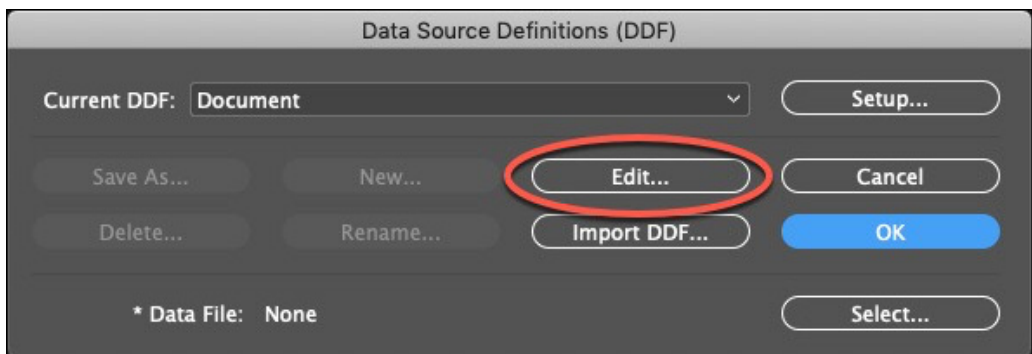 Data Source Definitions (DDF)
Current DDF: Document Setup...
Save As... New... Edit... Cancel
Delete... Rename... Import DDF... OK
* Data File: None Select...